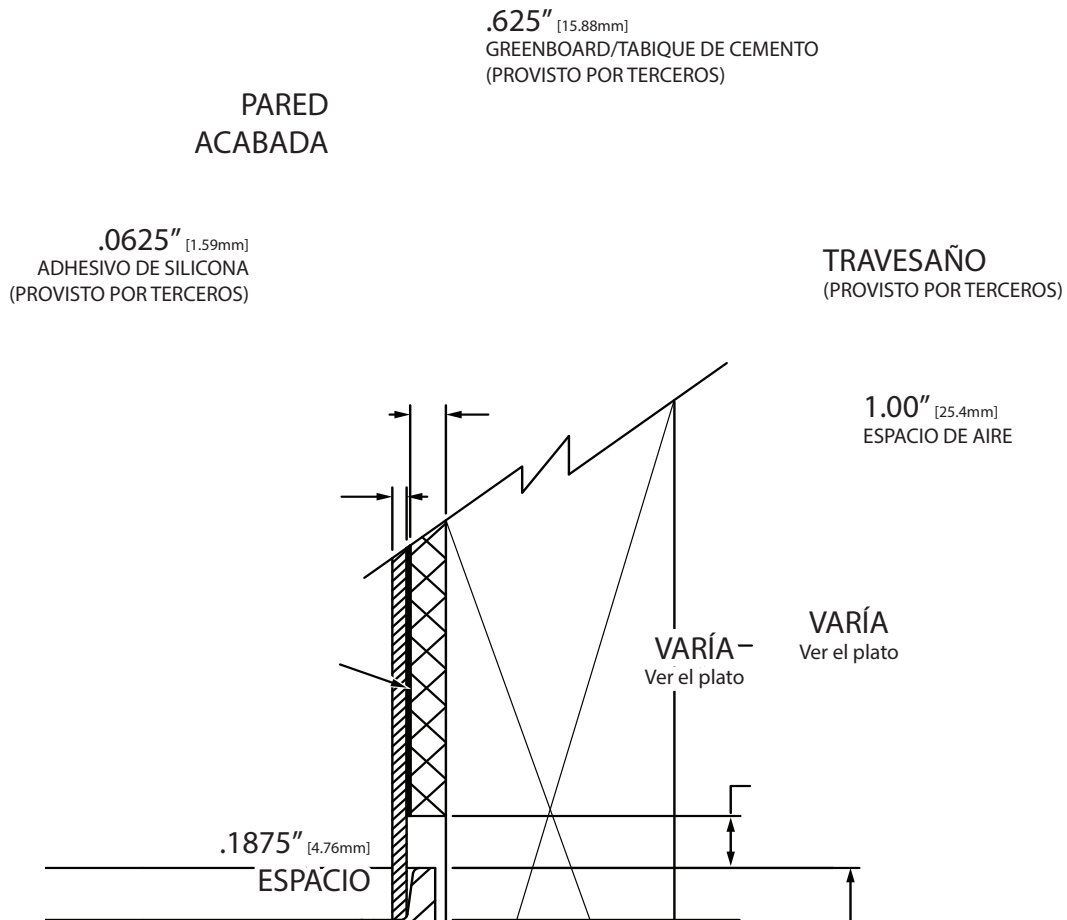 .625” [15.88mm]
GREENBOARD/TABIQUE DE CEMENTO
(PROVISTO POR TERCEROS)
PARED
ACABADA
.0625” [1.59mm]
ADHESIVO DE SILICONA
(PROVISTO POR TERCEROS)
TRAVESAÑO
(PROVISTO POR TERCEROS)
1.00” [25.4mm]
ESPACIO DE AIRE
VARÍA
Ver el plato
VARÍA
Ver el plato
.1875” [4.76mm]
ESPACIO